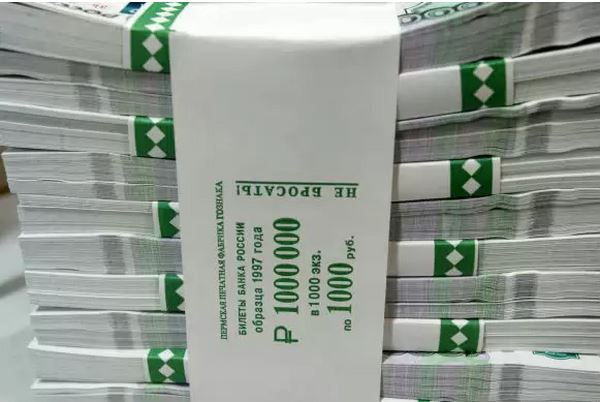 НЕ БРОСАТЬ!
ПЕРМСКАЯ ПЕЧАТНАЯ ФАБРИКА ГОЗНАКА
БИЛЕТЫ БАНКА РОССИИ
образца 1997 года
₽ 1000000
в 1000 экз.
по 1000 руб.